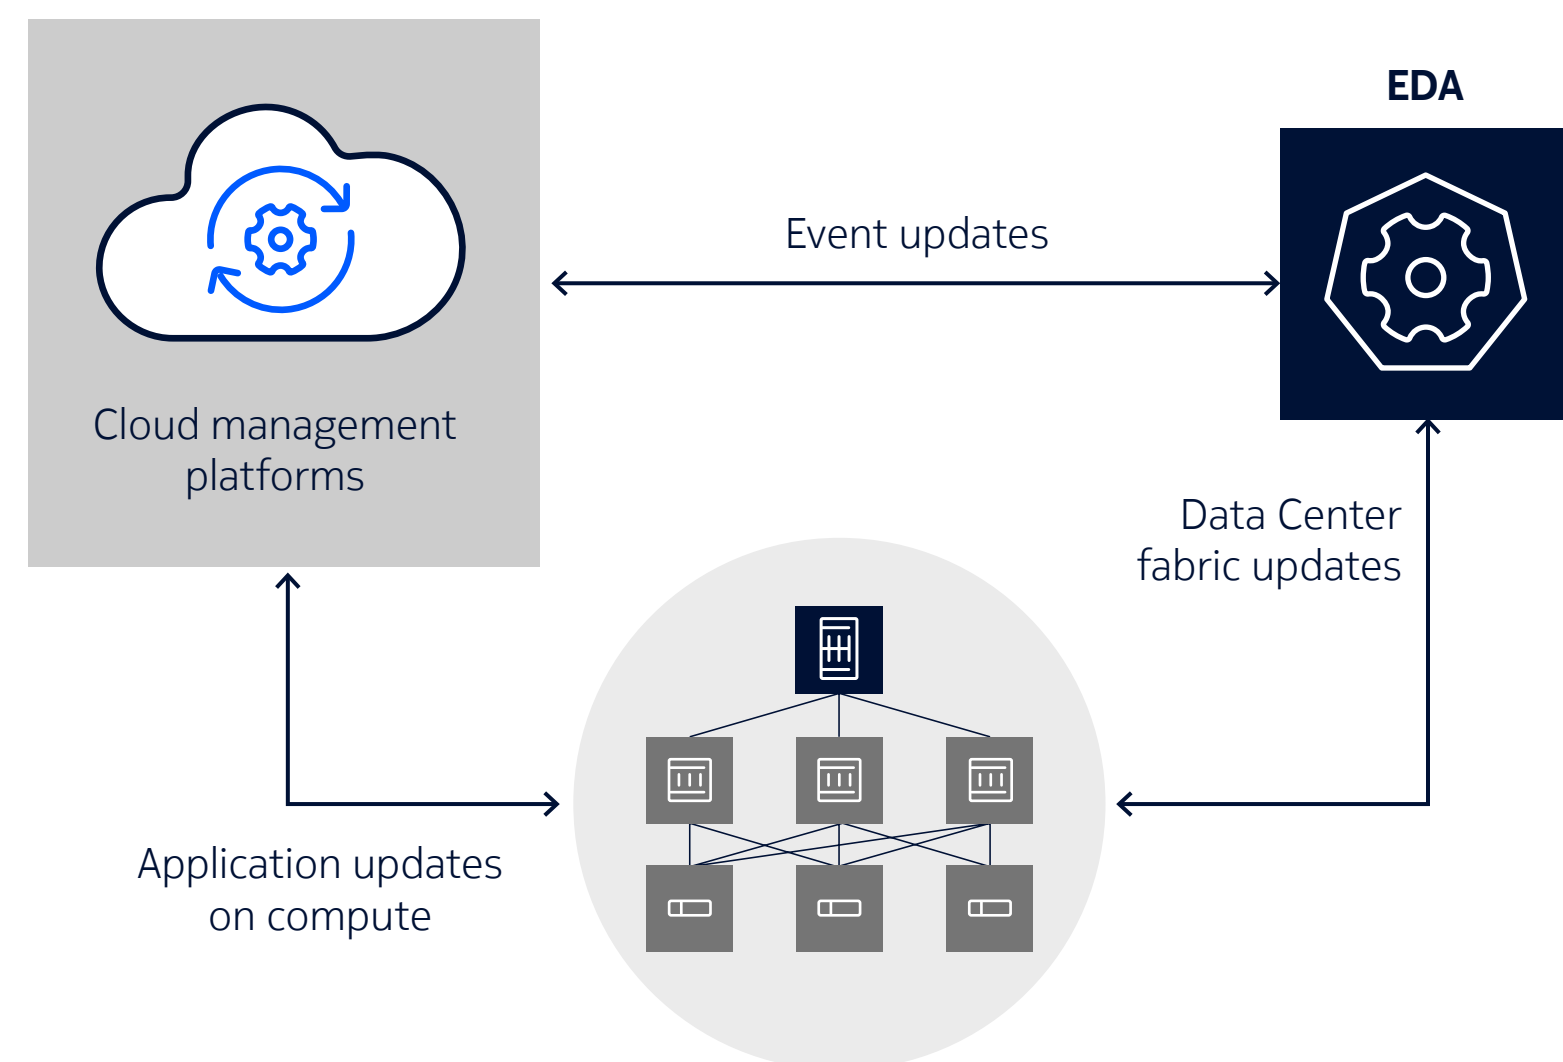 EDA
Event updates
Cloud management
platforms
Data Center
fabric updates
Application updates
on compute